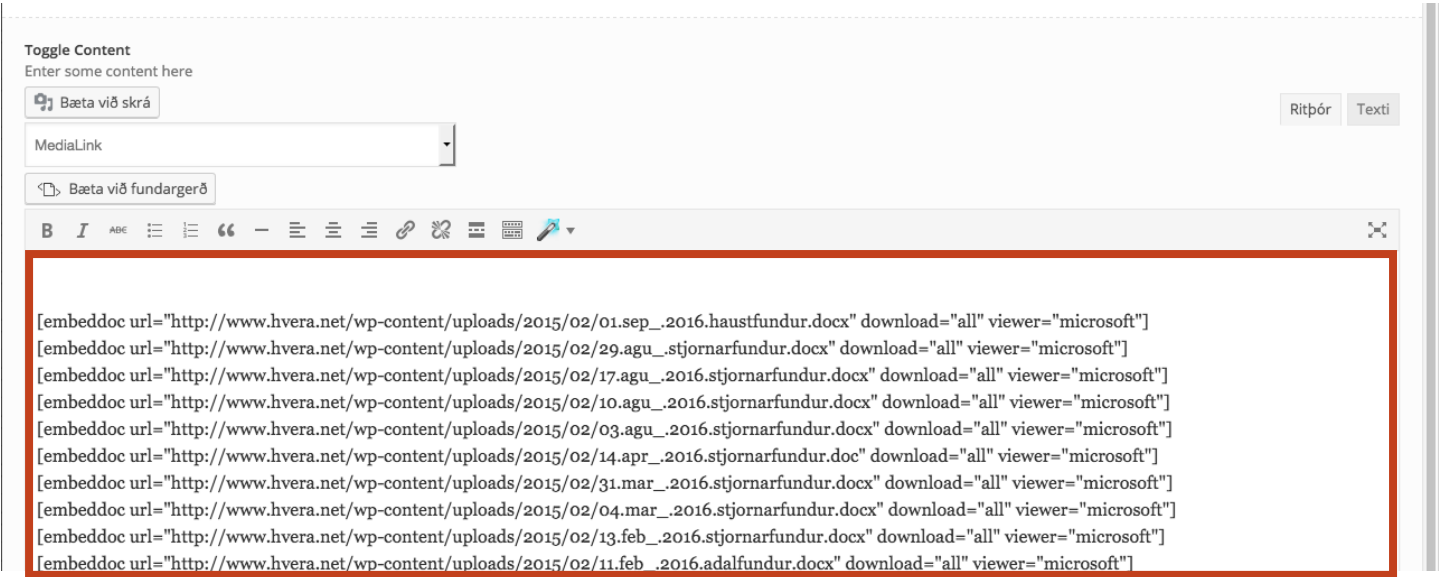 Toggle Content
Enter some content here
Bæta við skrá
Ritþór Texti
MediaLink
Bæta við fundargerð
B I ABC
[embeddoc url="http://www.hvera.net/wp-content/uploads/2015/02/01.sep_.2016.haustfundur.docx" download="all" viewer="microsoft"]
[embeddoc url="http://www.hvera.net/wp-content/uploads/2015/02/29.agu_.stjornarfundur.docx" download="all" viewer="microsoft"]
[embeddoc url="http://www.hvera.net/wp-content/uploads/2015/02/17.agu_.2016.stjornarfundur.docx" download="all" viewer="microsoft"]
[embeddoc url="http://www.hvera.net/wp-content/uploads/2015/02/10.agu_.2016.stjornarfundur.docx" download="all" viewer="microsoft"]
[embeddoc url="http://www.hvera.net/wp-content/uploads/2015/02/03.agu_.2016.stjornarfundur.docx" download="all" viewer="microsoft"]
[embeddoc url="http://www.hvera.net/wp-content/uploads/2015/02/14.apr_.2016.stjornarfundur.doc" download="all" viewer="microsoft"]
[embeddoc url="http://www.hvera.net/wp-content/uploads/2015/02/31.mar_.2016.stjornarfundur.docx" download="all" viewer="microsoft"]
[embeddoc url="http://www.hvera.net/wp-content/uploads/2015/02/04.mar_.2016.stjornarfundur.docx" download="all" viewer="microsoft"]
[embeddoc url="http://www.hvera.net/wp-content/uploads/2015/02/13.feb_.2016.stjornarfundur.docx" download="all" viewer="microsoft"]
[embeddoc url="http://www.hvera.net/wp-content/uploads/2015/02/11.feb_.2016.adalfundur.docx" download="all" viewer="microsoft"]